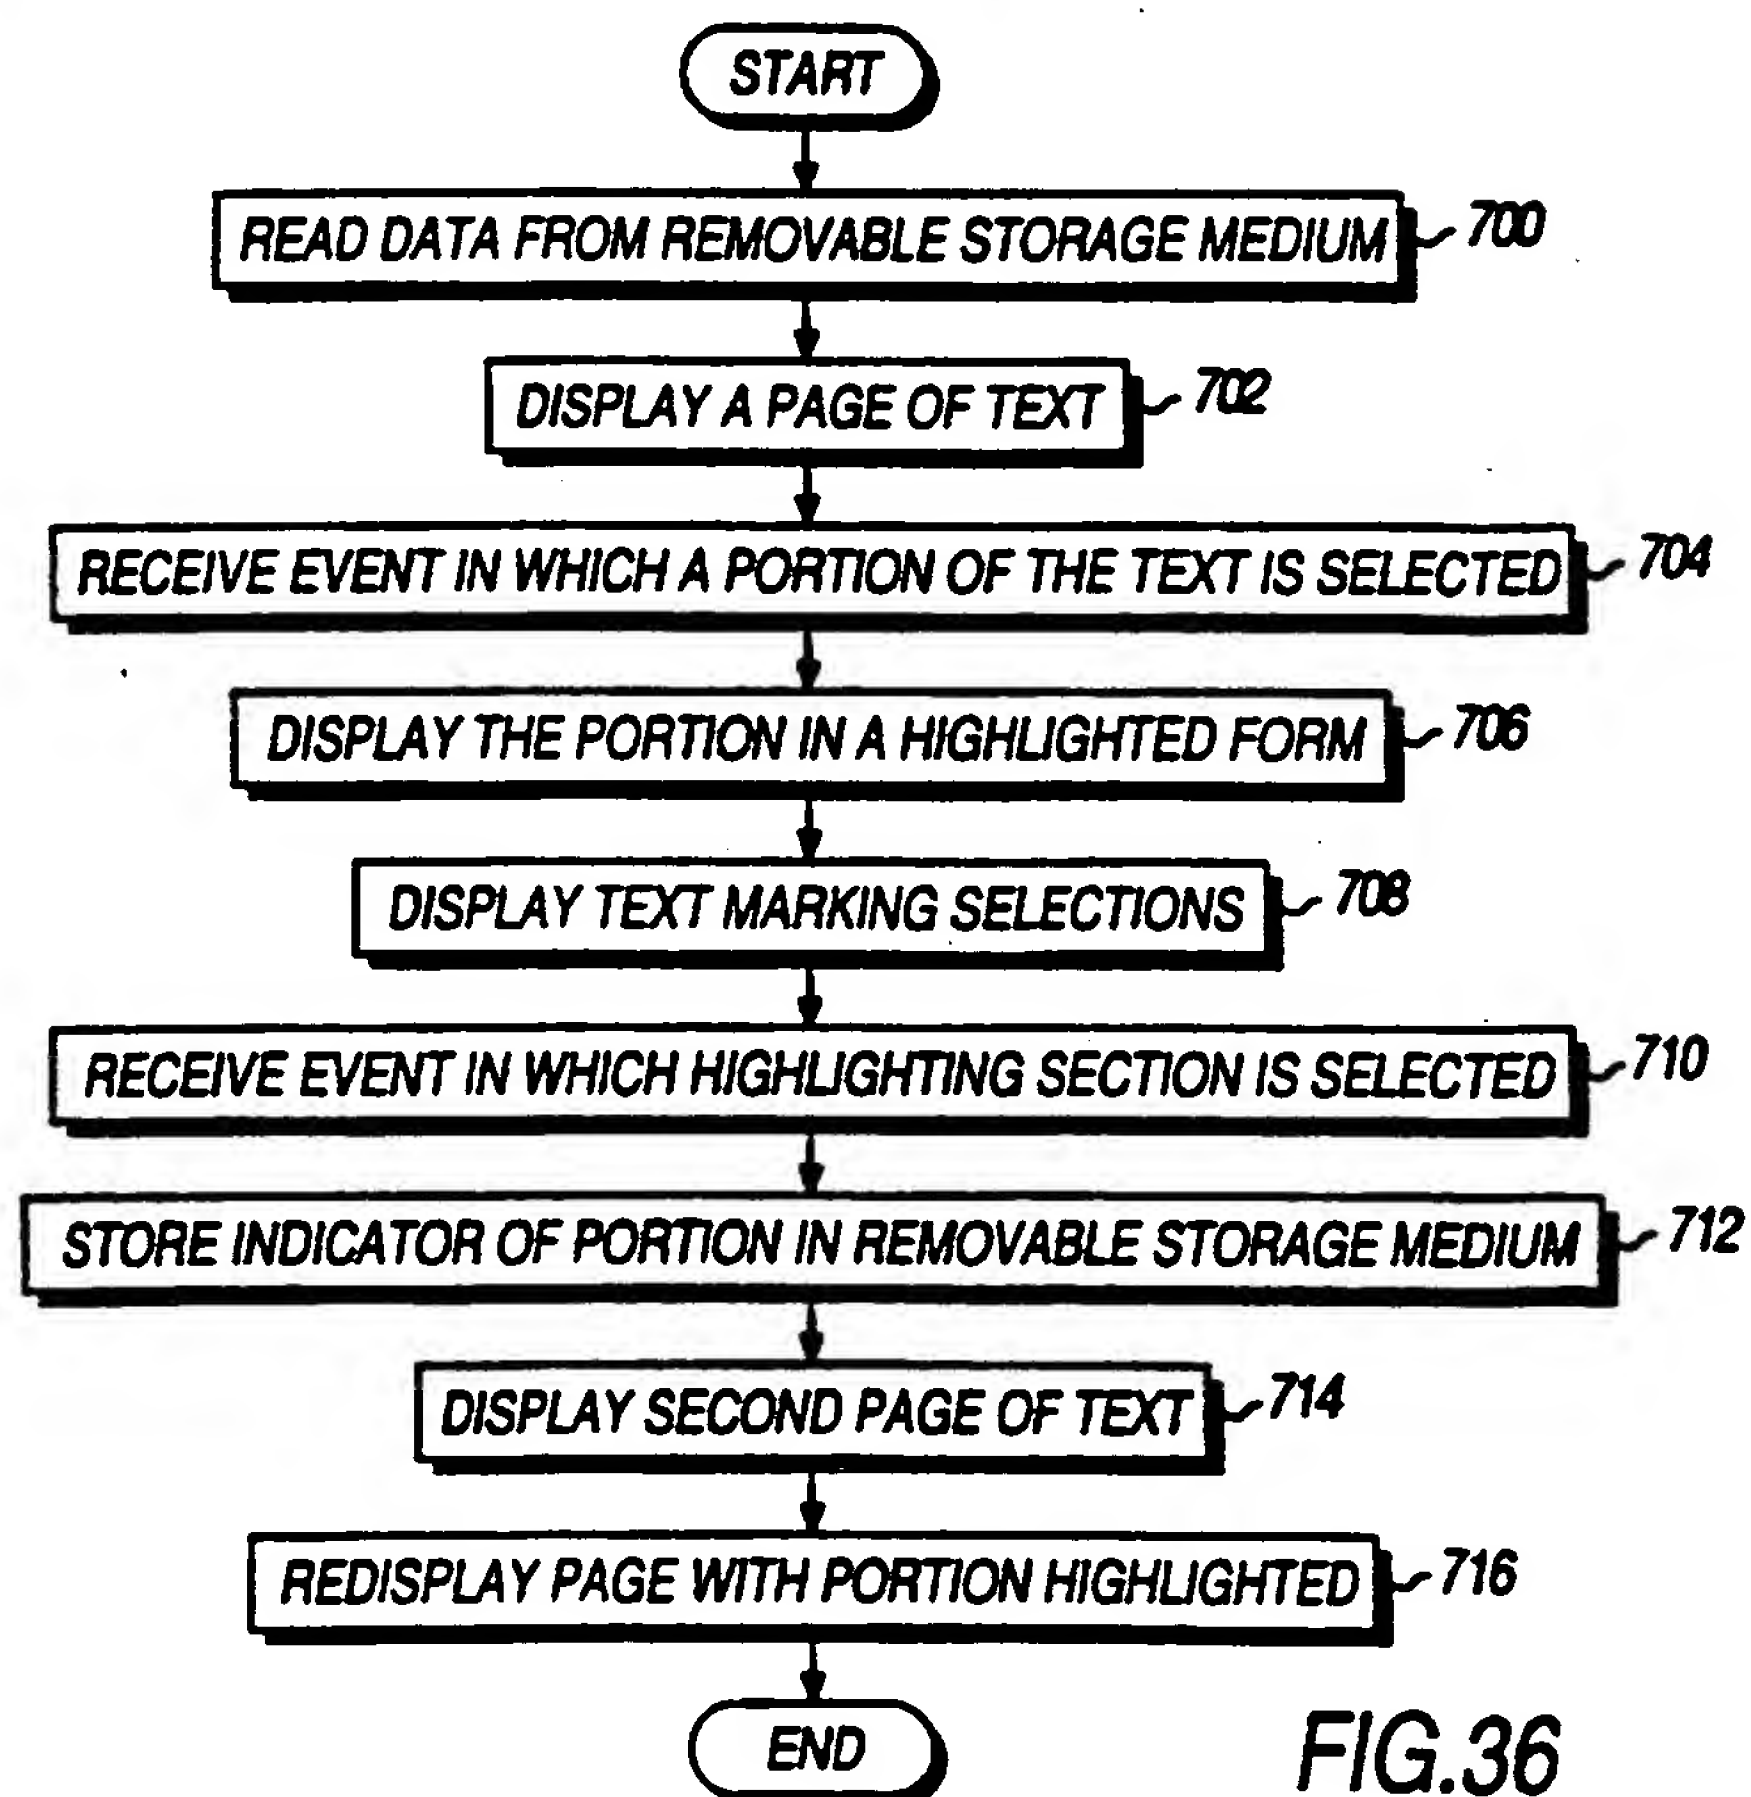 START
READ DATA FROM REMOVABLE STORAGE MEDIUM 700
DISPLAY A PAGE OF TEXT 702
RECEIVE EVENT IN WHICH A PORTION OF THE TEXT IS SELECTED 704
DISPLAY THE PORTION IN A HIGHLIGHTED FORM 706
DISPLAY TEXT MARKING SELECTIONS 708
RECEIVE EVENT IN WHICH HIGHLIGHTING SECTION IS SELECTED 710
STORE INDICATOR OF PORTION IN REMOVABLE STORAGE MEDIUM 712
DISPLAY SECOND PAGE OF TEXT 714
REDISPLAY PAGE WITH PORTION HIGHLIGHTED 716
END
FIG.36